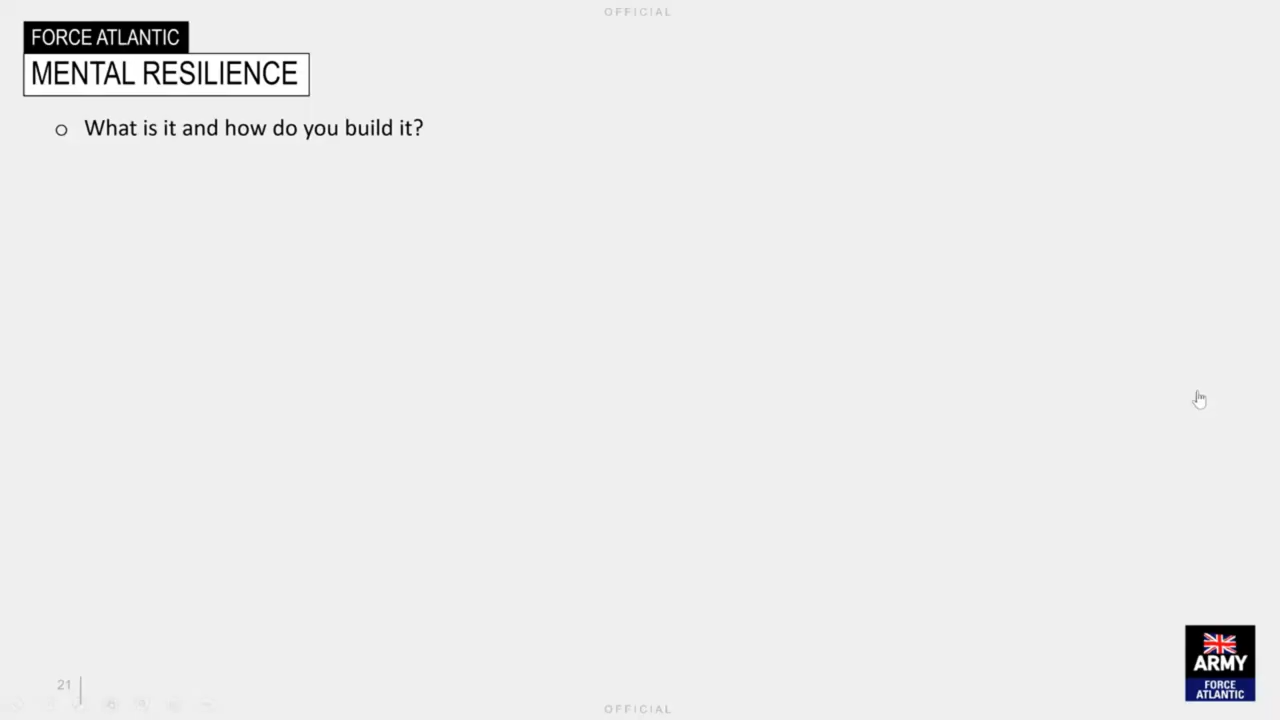 OFFICIAL
FORCE ATLANTIC
MENTAL RESILIENCE
o What is it and how do you build it?
ARMY
FORCE
ATLANTIC
21
OFFICIAL